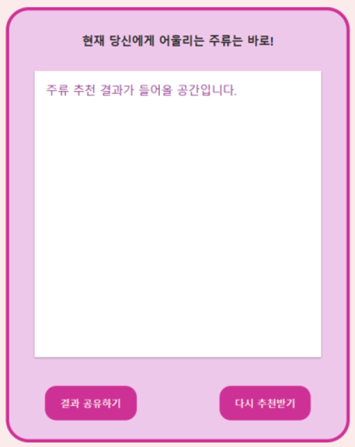 현재 당신에게 어울리는 주류는 바로!
주류 추천 결과가 들어올 공간입니다.
결과 공유하기
다시 추천받기